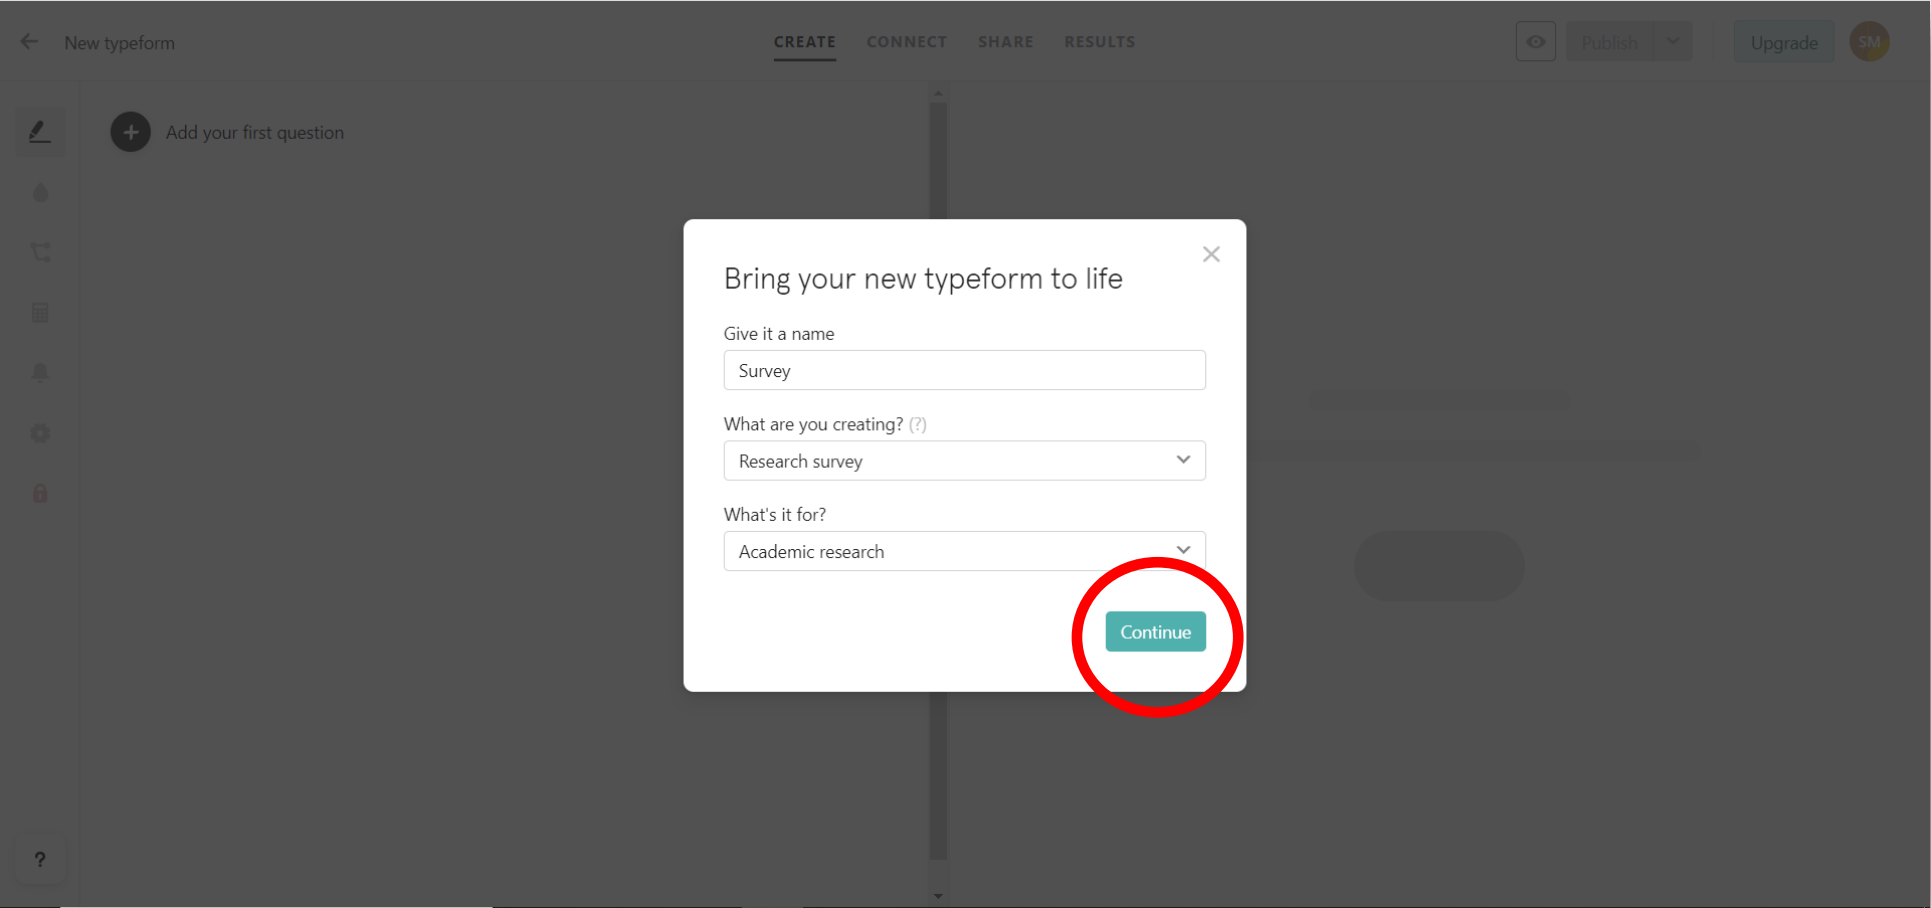 New typeform
CREATE CONNECT SHARE RESULTS
Publish
Upgrade
SM
Add your first question
Bring your new typeform to life
Give it a name
Survey
What are you creating? (?)
Research survey
What's it for?
Academic research
Continue
?